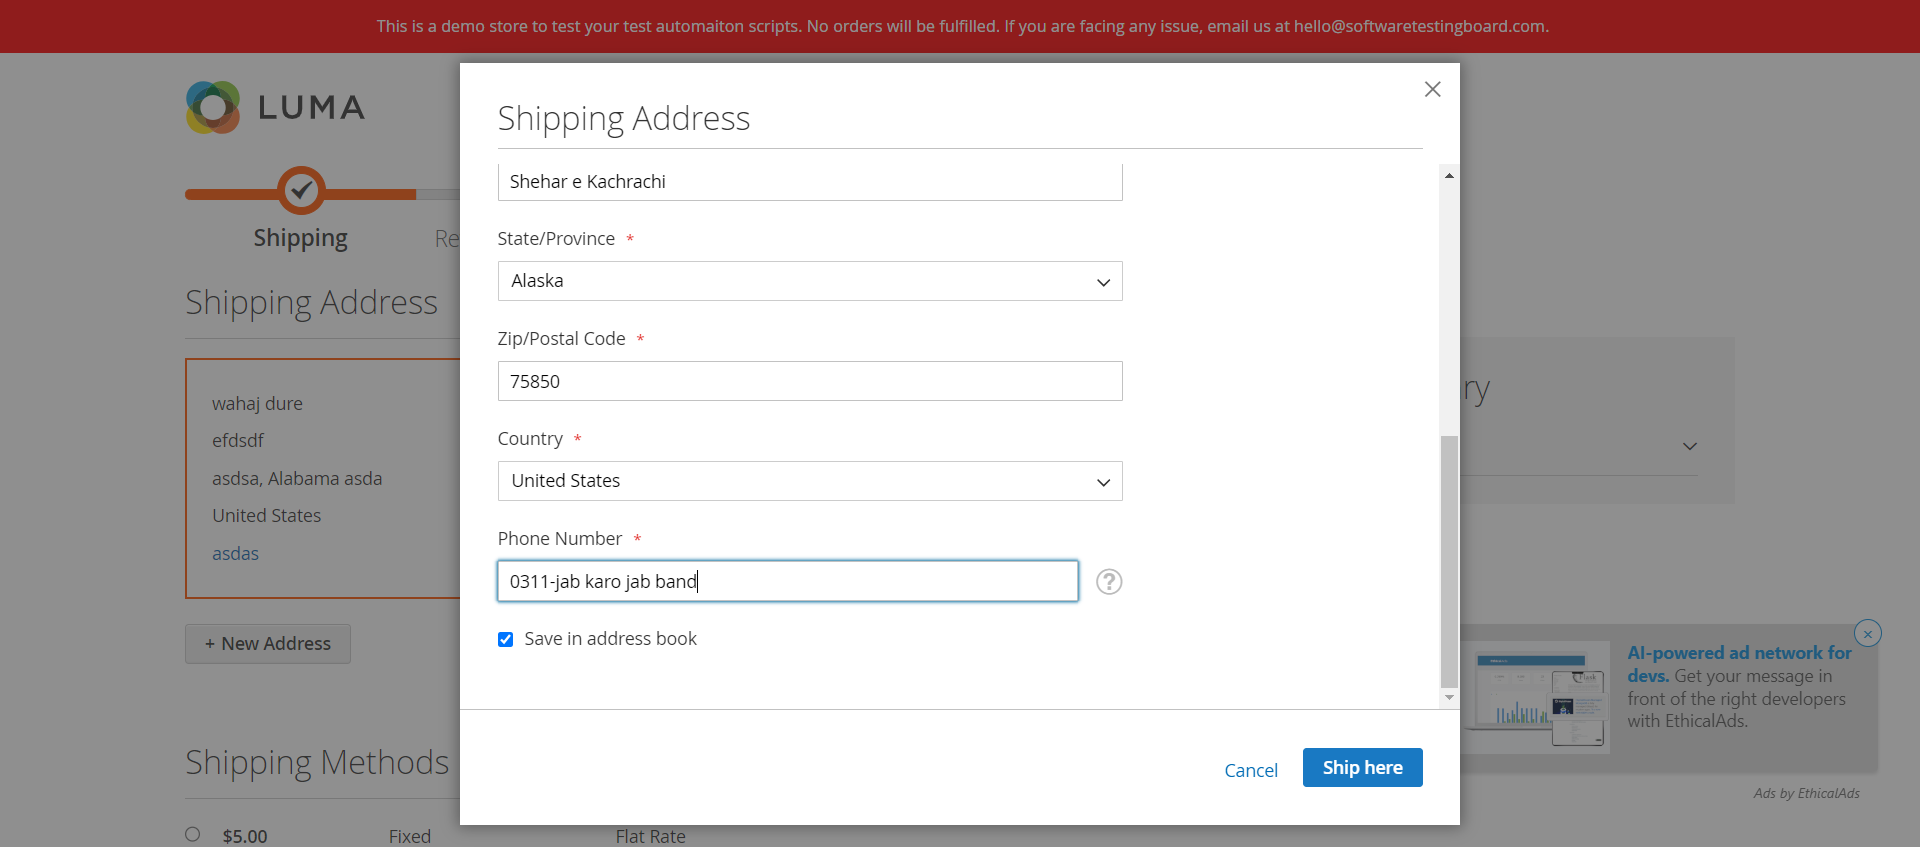 This is a demo store to test your test automaiton scripts. No orders will be fulfilled. If you are facing any issue, email us at hello@softwaretestingboard.com.
LUMA
Shipping
Re
Shipping Address
wahaj dure
efdsdf
asdsa, Alabama asda
United States
asdas
+ New Address
Shipping Methods
$5.00 Fixed Flat Rate
Shipping Address
Shehar e Kachrachi
State/Province *
Alaska
Zip/Postal Code *
75850
Country *
United States
Phone Number *
0311-jab karo jab band
?
Save in address book
Cancel
Ship here
ry
AI-powered ad network for
devs. Get your message in
front of the right developers
with EthicalAds.
Ads by EthicalAds